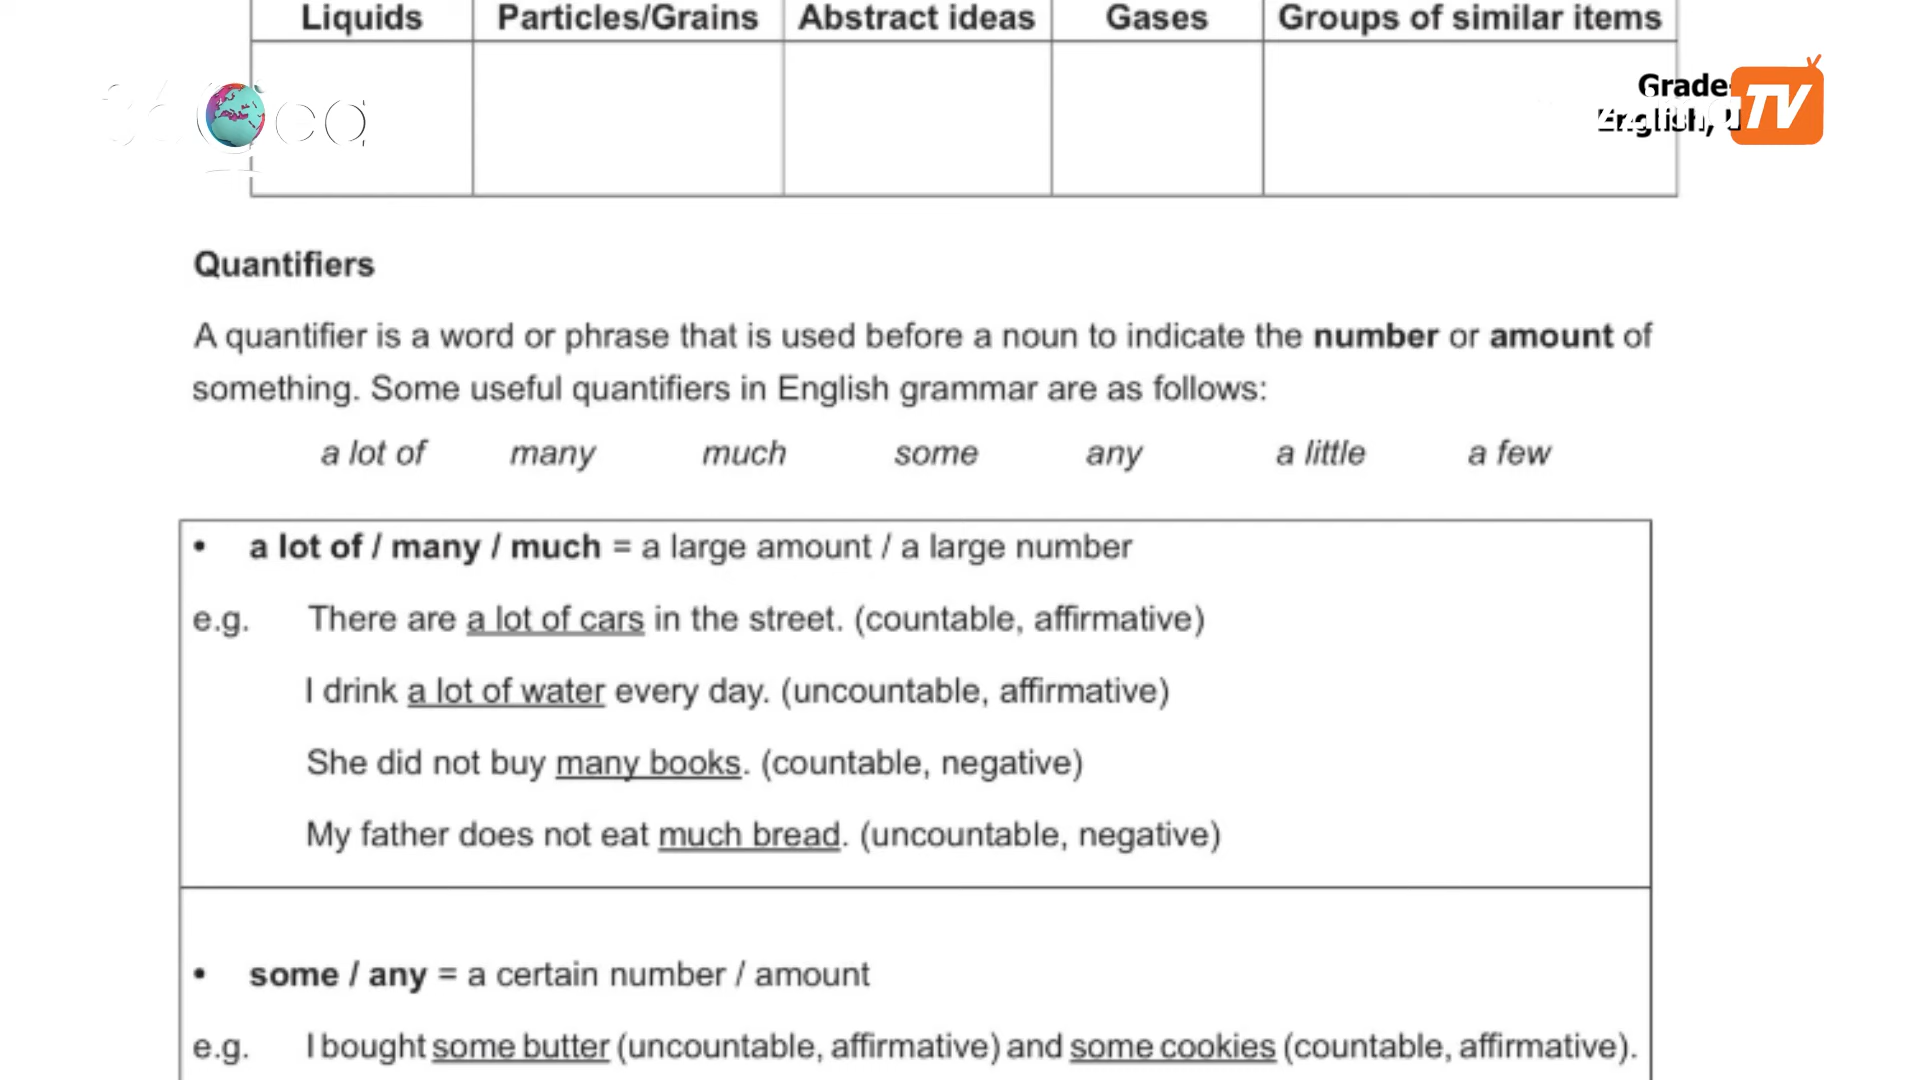 Liquids Particles/Grains Abstract ideas Gases Groups of similar items
Grade
English,
TV
Quantifiers
A quantifier is a word or phrase that is used before a noun to indicate the number or amount of
something. Some useful quantifiers in English grammar are as follows:
a lot of many much some any a little a few
• a lot of / many / much = a large amount / a large number
e.g. There are a lot of cars in the street. (countable, affirmative)
I drink a lot of water every day. (uncountable, affirmative)
She did not buy many books. (countable, negative)
My father does not eat much bread. (uncountable, negative)
• some / any = a certain number / amount
e.g. I bought some butter (uncountable, affirmative) and some cookies (countable, affirmative).